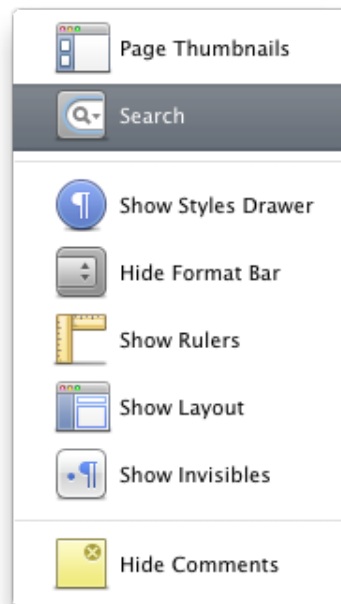 Page Thumbnails
Search
Show Styles Drawer
Hide Format Bar
Show Rulers
Show Layout
Show Invisibles
Hide Comments